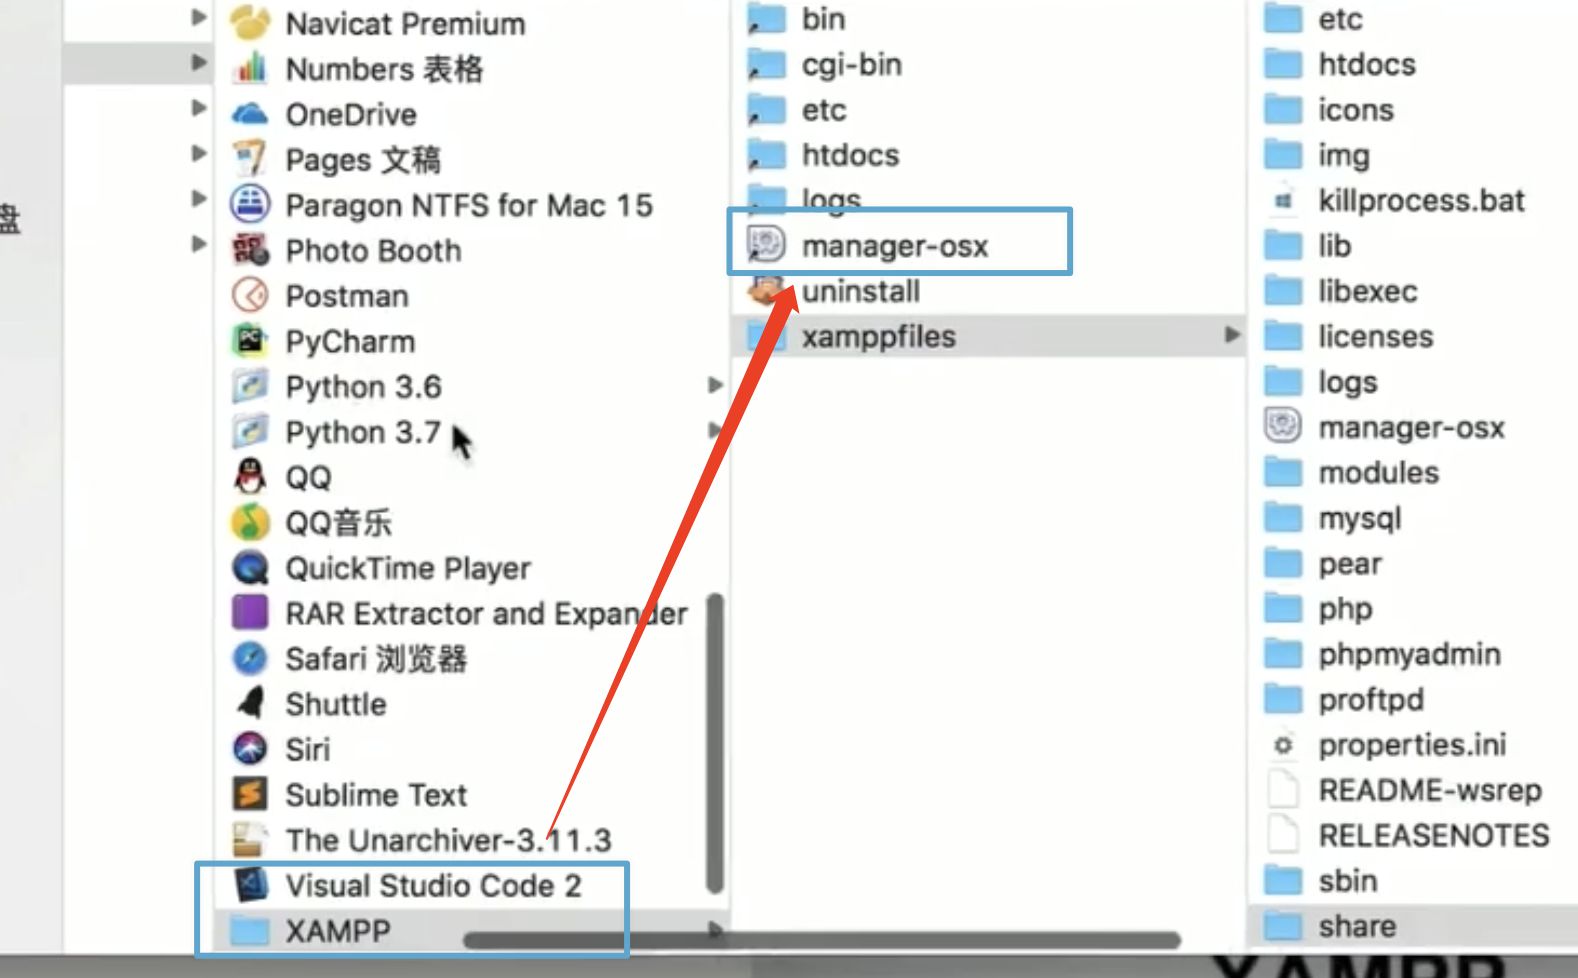 盘
Navicat Premium
Numbers 表格
OneDrive
Pages 文稿
Paragon NTFS for Mac 15
Photo Booth
Postman
PyCharm
Python 3.6
Python 3.7
QQ
QQ音乐
QuickTime Player
RAR Extractor and Expander
Safari 浏览器
Shuttle
Siri
Sublime Text
The Unarchiver-3.11.3
Visual Studio Code 2
XAMPP
bin
cgi-bin
etc
htdocs
logs
manager-osx
uninstall
xamppfiles
etc
htdocs
icons
img
killprocess.bat
lib
libexec
licenses
logs
manager-osx
modules
mysql
pear
php
phpmyadmin
proftpd
properties.ini
README-wsrep
RELEASENOTES
sbin
share
XAMPP